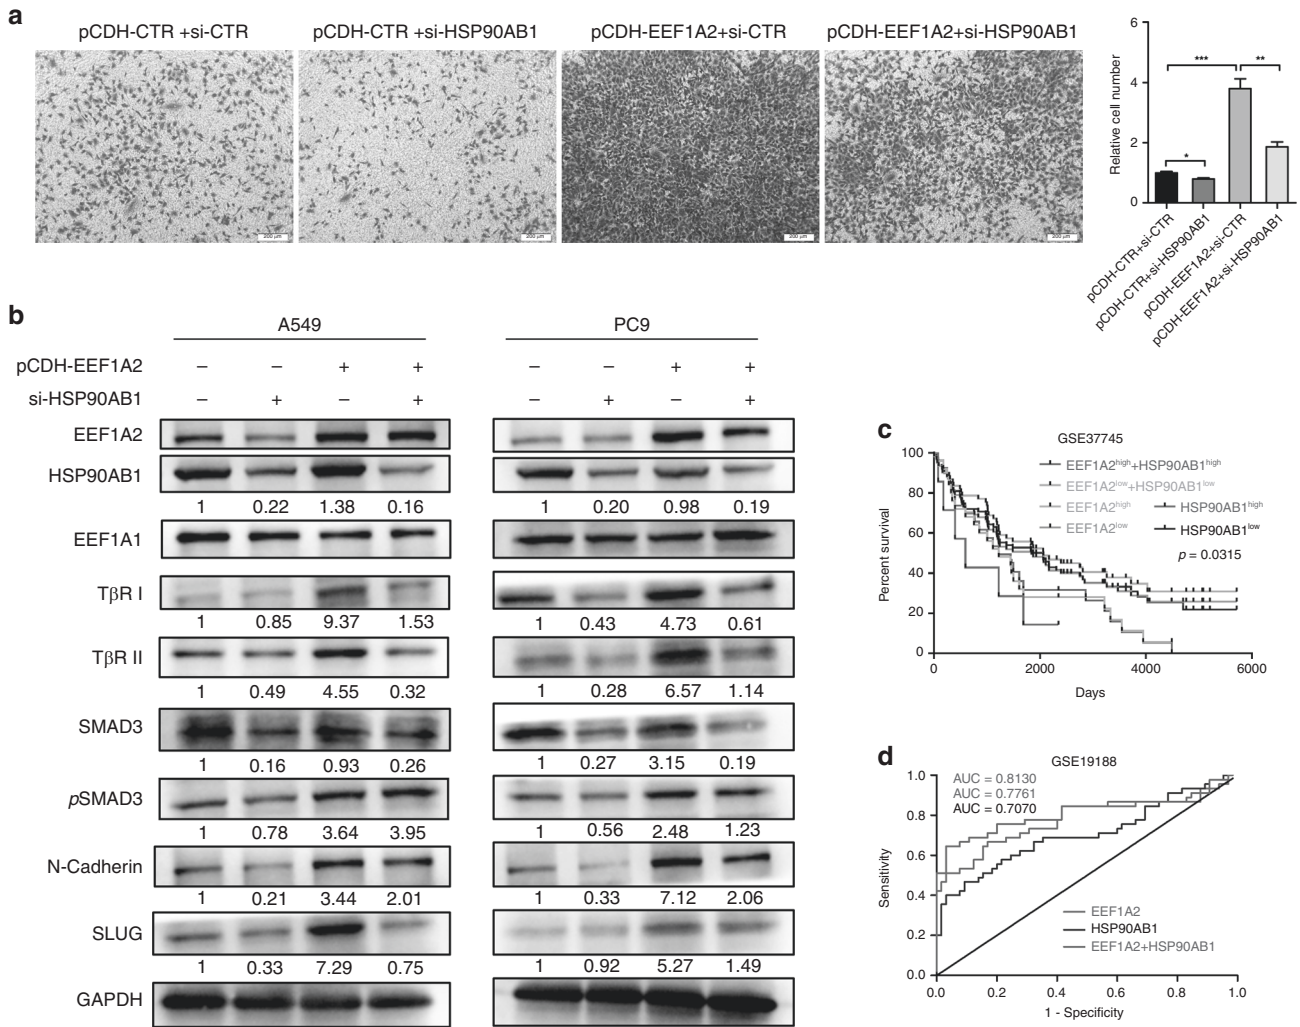 a
pCDH-CTR +si-CTR
pCDH-CTR +si-HSP90AB1
pCDH-EEF1A2+si-CTR
pCDH-EEF1A2+si-HSP90AB1
200 µm
200 µm
200 µm
200 µm
Relative cell number
6
4
2
0
***
**
*
pCDH-CTR+si-CTR
pCDH-CTR+si-HSP90AB1
pCDH-EEF1A2+si-CTR
pCDH-EEF1A2+si-HSP90AB1
b
A549
PC9
pCDH-EEF1A2 − − + + − − + +
si-HSP90AB1 − + − + − + − +
EEF1A2
HSP90AB1
1 0.22 1.38 0.16 1 0.20 0.98 0.19
EEF1A1
TβR I
1 0.85 9.37 1.53 1 0.43 4.73 0.61
TβR II
1 0.49 4.55 0.32 1 0.28 6.57 1.14
SMAD3
1 0.16 0.93 0.26 1 0.27 3.15 0.19
pSMAD3
1 0.78 3.64 3.95 1 0.56 2.48 1.23
N-Cadherin
1 0.21 3.44 2.01 1 0.33 7.12 2.06
SLUG
1 0.33 7.29 0.75 1 0.92 5.27 1.49
GAPDH
c
GSE37745
EEF1A2high+HSP90AB1high
EEF1A2low+HSP90AB1low
EEF1A2high
HSP90AB1high
EEF1A2low
HSP90AB1low
p = 0.0315
Percent survival
100
80
60
40
20
0
0 2000 4000 6000
Days
d
GSE19188
AUC = 0.8130
AUC = 0.7761
AUC = 0.7070
Sensitivity
1.0
0.8
0.6
0.4
0.2
0.0
EEF1A2
HSP90AB1
EEF1A2+HSP90AB1
0.0 0.2 0.4 0.6 0.8 1.0
1 - Specificity